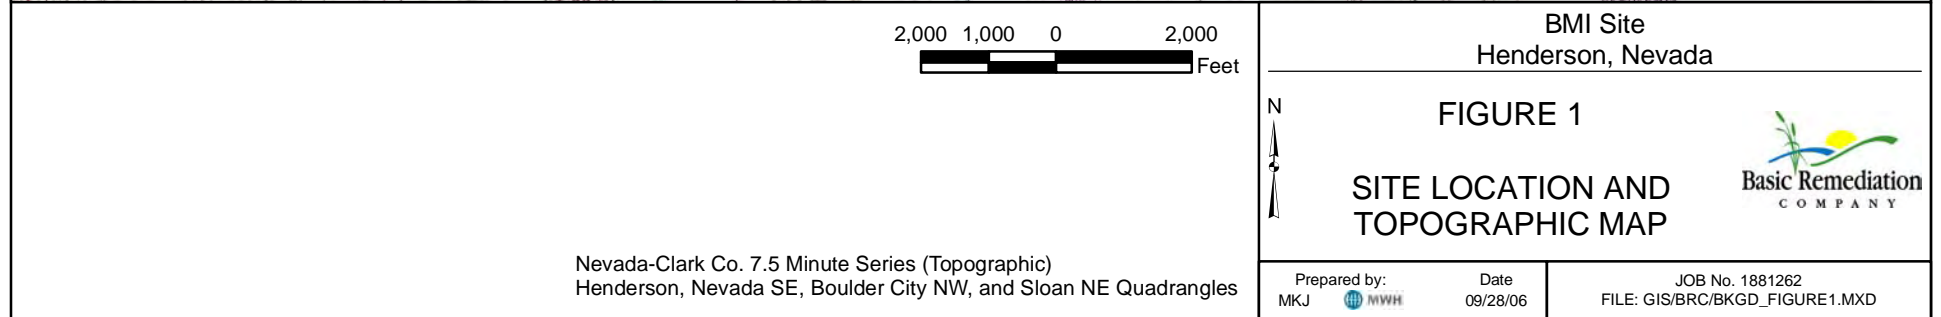 2,000 1,000 0 2,000
Feet
Nevada-Clark Co. 7.5 Minute Series (Topographic)
Henderson, Nevada SE, Boulder City NW, and Sloan NE Quadrangles
BMI Site
Henderson, Nevada
N
FIGURE 1
SITE LOCATION AND
TOPOGRAPHIC MAP
Basic Remediation
COMPANY
Prepared by:
MKJ MWH
Date
09/28/06
JOB No. 1881262
FILE: GIS/BRC/BKGD_FIGURE1.MXD